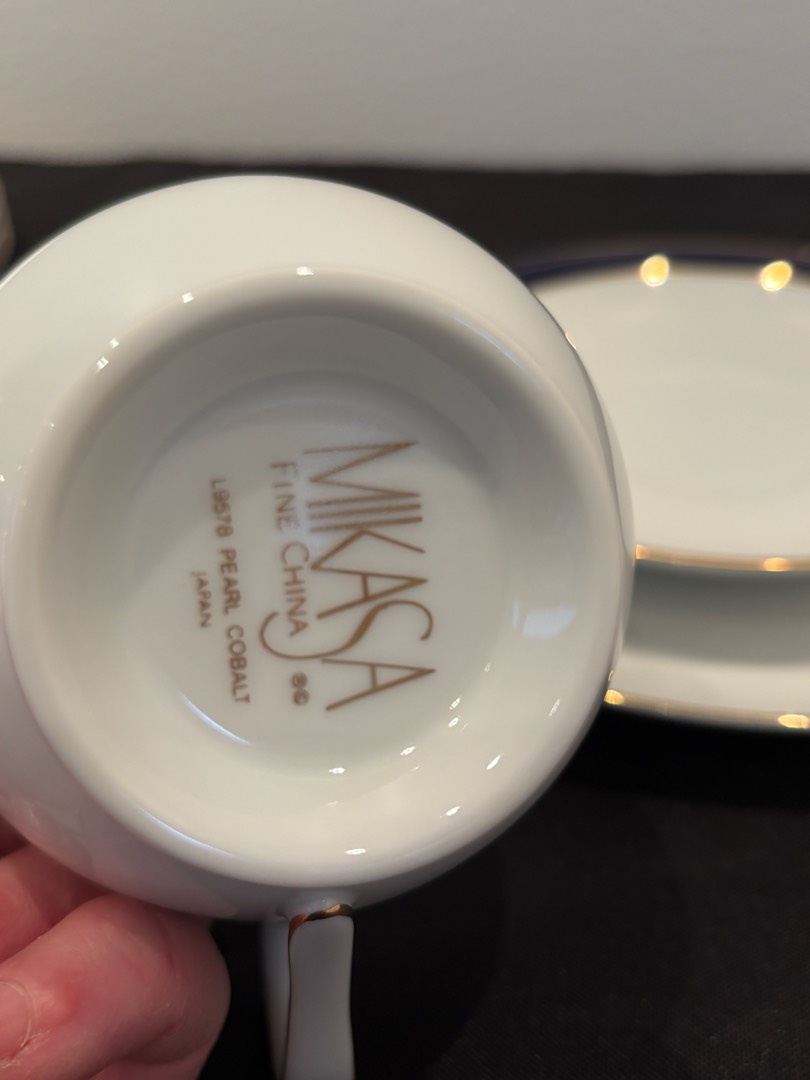 MIKASA
FINE CHINA ®©
L9578 PEARL COBALT
JAPAN